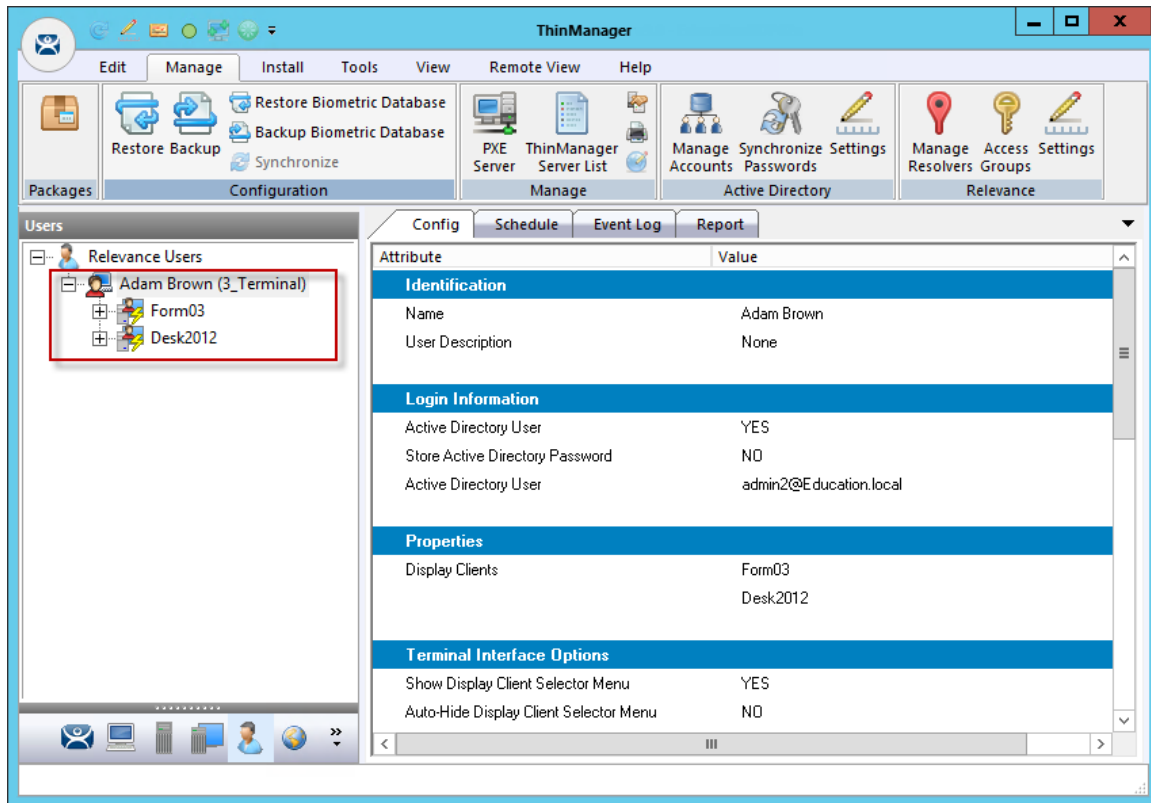 ThinManager
Edit Manage Install Tools View Remote View Help
Restore Biometric Database
Backup Biometric Database
Synchronize
Restore Backup
PXE Server
ThinManager Server List
Manage Accounts
Synchronize Passwords
Settings
Manage Resolvers
Access Groups
Settings
Packages Configuration Manage Active Directory Relevance
Users
Relevance Users
Adam Brown (3_Terminal)
Form03
Desk2012
Config Schedule Event Log Report
Attribute Value
Identification
Name Adam Brown
User Description None
Login Information
Active Directory User YES
Store Active Directory Password NO
Active Directory User admin2@Education.local
Properties
Display Clients Form03
Desk2012
Terminal Interface Options
Show Display Client Selector Menu YES
Auto-Hide Display Client Selector Menu NO